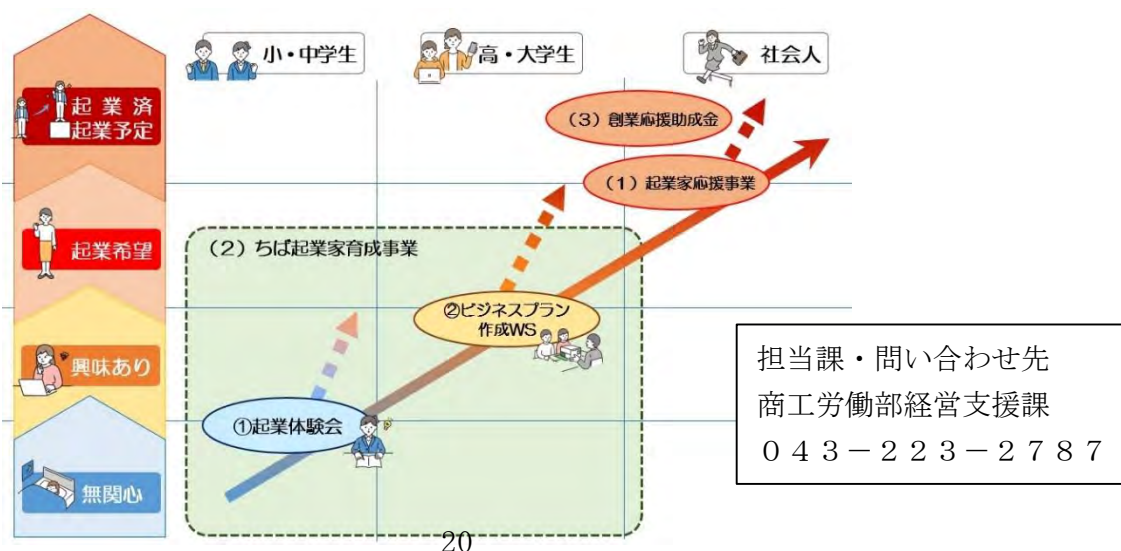 小・中学生
高・大学生
社会人
起業済
起業予定
(3)創業応援助成金
(1)起業家応援事業
起業希望
(2)ちば起業家育成事業
②ビジネスプラン
作成WS
興味あり
①起業体験会
無関心
担当課・問い合わせ先
商工労働部経営支援課
043-223-2787
20